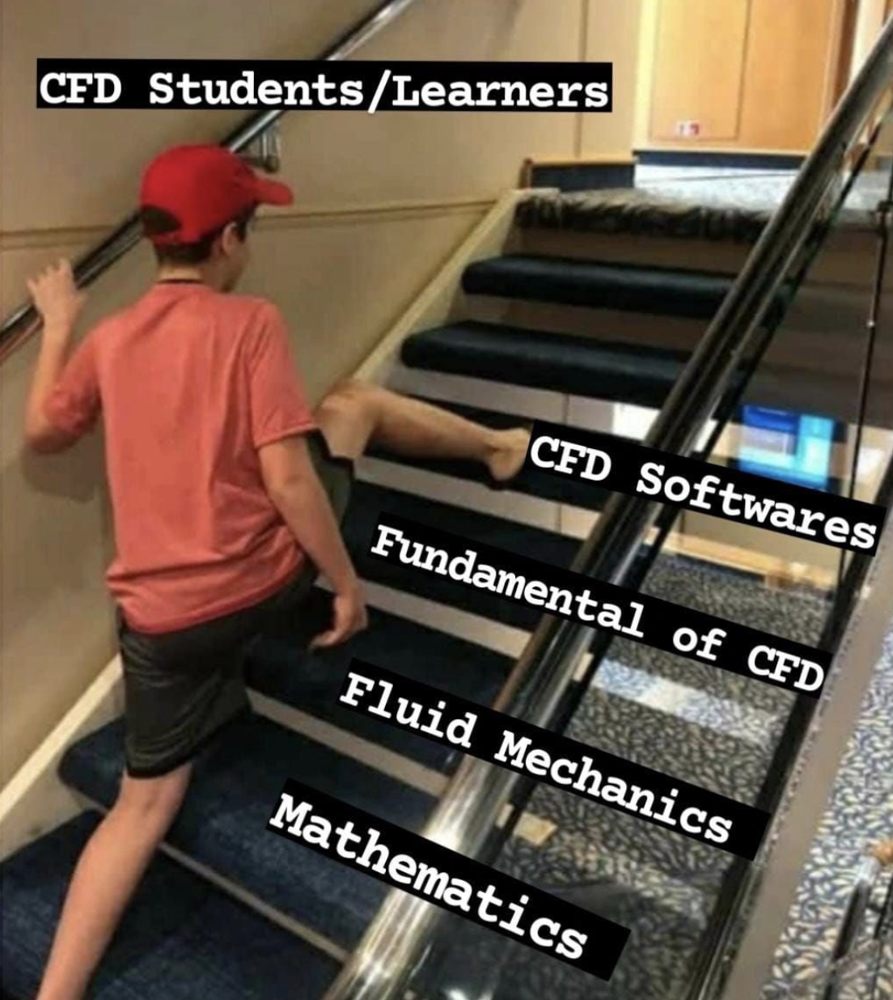 CFD Students/Learners
CFD Softwares
Fundamental of CFD
Fluid Mechanics
Mathematics